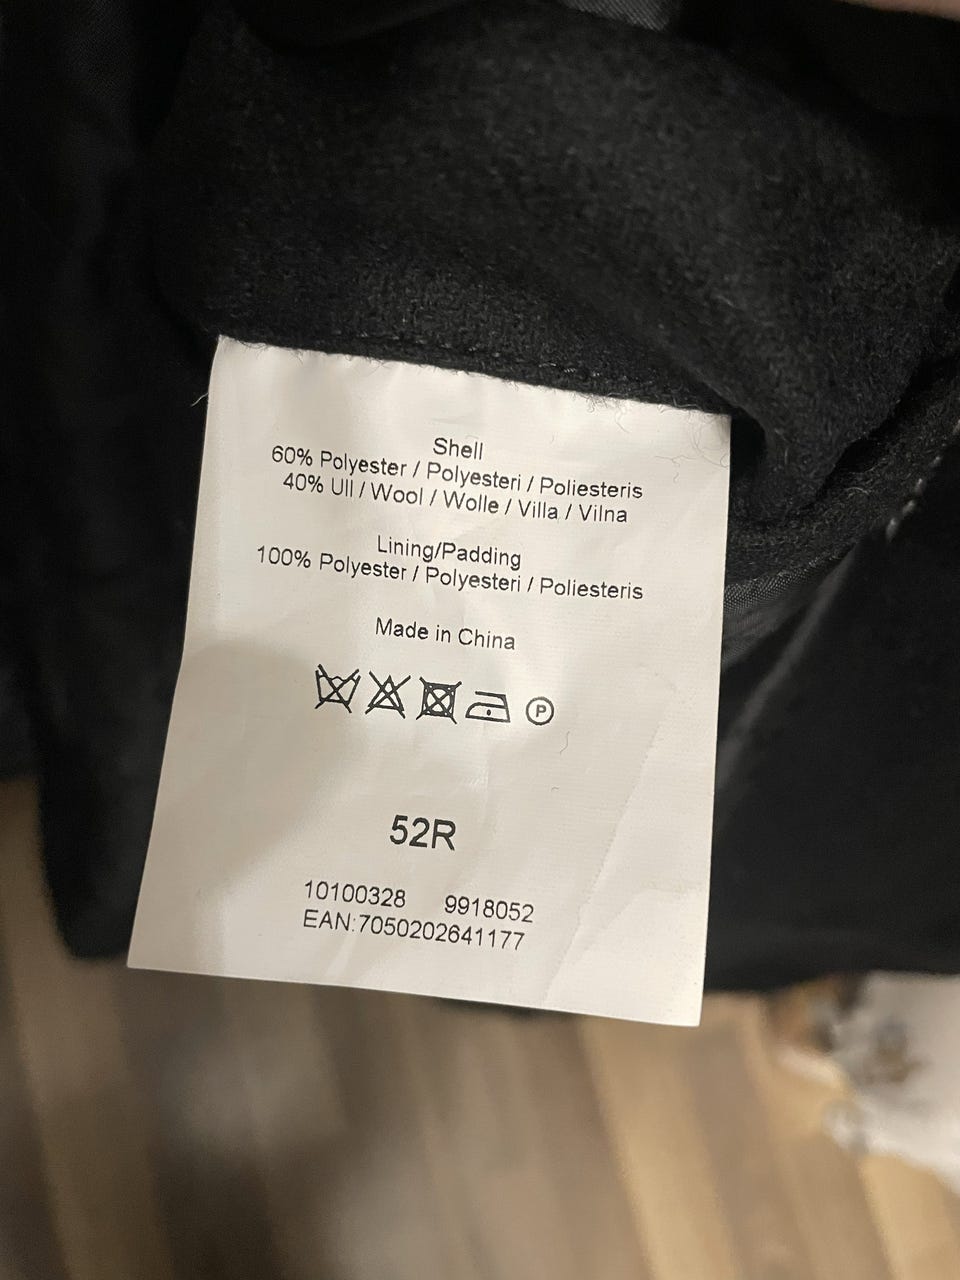 Shell
60% Polyester / Polyesteri / Poliesteris
40% Ull / Wool / Wolle / Villa / Vilna
Lining/Padding
100% Polyester / Polyesteri / Poliesteris
Made in China
P
52R
10100328 9918052
EAN:7050202641177